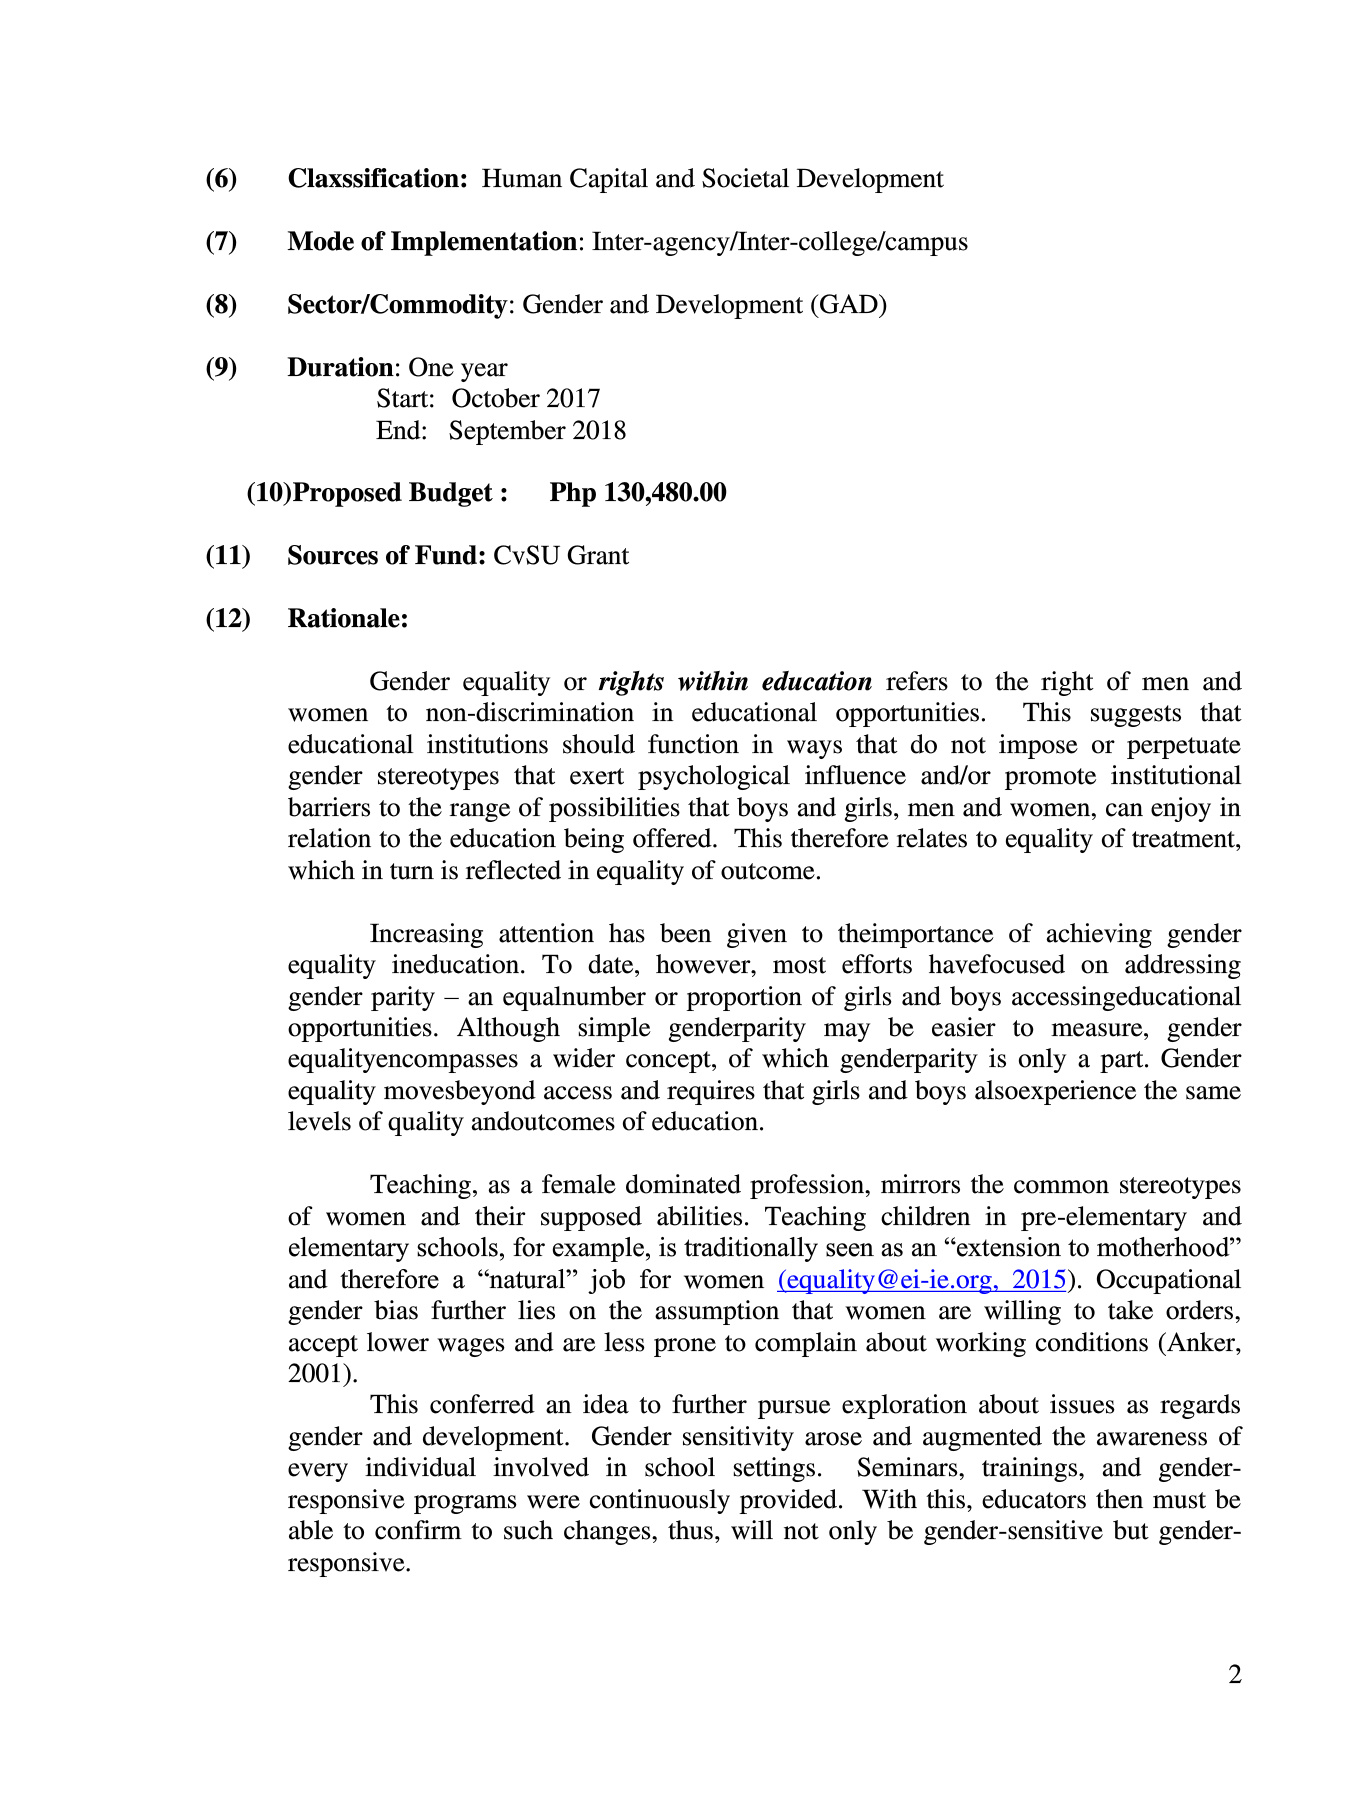 (6) Claxssification: Human Capital and Societal Development
(7) Mode of Implementation: Inter-agency/Inter-college/campus
(8) Sector/Commodity: Gender and Development (GAD)
(9) Duration: One year
Start: October 2017
End: September 2018
(10)Proposed Budget : Php 130,480.00
(11) Sources of Fund: CvSU Grant
(12) Rationale:
Gender equality or rights within education refers to the right of men and
women to non-discrimination in educational opportunities. This suggests that
educational institutions should function in ways that do not impose or perpetuate
gender stereotypes that exert psychological influence and/or promote institutional
barriers to the range of possibilities that boys and girls, men and women, can enjoy in
relation to the education being offered. This therefore relates to equality of treatment,
which in turn is reflected in equality of outcome.
Increasing attention has been given to theimportance of achieving gender
equality ineducation. To date, however, most efforts havefocused on addressing
gender parity – an equalnumber or proportion of girls and boys accessingeducational
opportunities. Although simple genderparity may be easier to measure, gender
equalityencompasses a wider concept, of which genderparity is only a part. Gender
equality movesbeyond access and requires that girls and boys alsoexperience the same
levels of quality andoutcomes of education.
Teaching, as a female dominated profession, mirrors the common stereotypes
of women and their supposed abilities. Teaching children in pre-elementary and
elementary schools, for example, is traditionally seen as an “extension to motherhood”
and therefore a “natural” job for women (equality@ei-ie.org, 2015). Occupational
gender bias further lies on the assumption that women are willing to take orders,
accept lower wages and are less prone to complain about working conditions (Anker,
2001).
This conferred an idea to further pursue exploration about issues as regards
gender and development. Gender sensitivity arose and augmented the awareness of
every individual involved in school settings. Seminars, trainings, and gender-
responsive programs were continuously provided. With this, educators then must be
able to confirm to such changes, thus, will not only be gender-sensitive but gender-
responsive.
2